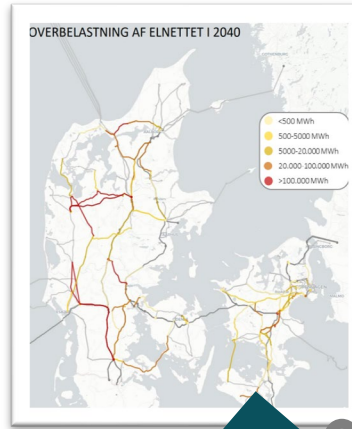 OVERBELASTNING AF ELNETTET I 2040
<500 MWh
500-5000 MWh
5000-20.000 MWh
20.000-100.000 MWh
>100.000 MWh